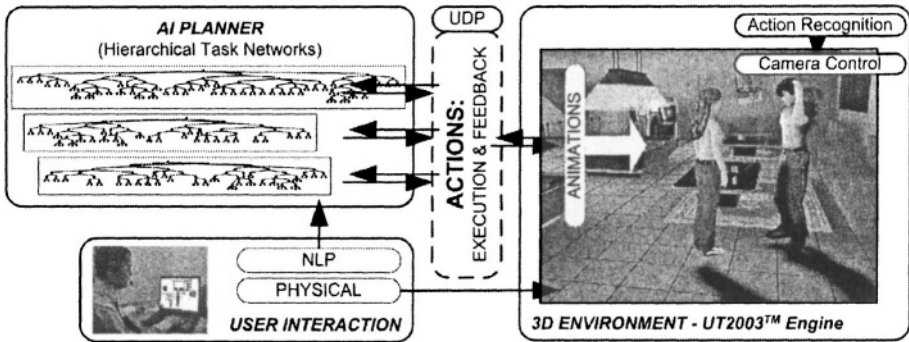 AI PLANNER
(Hierarchical Task Networks)
UDP
ACTIONS:
EXECUTION & FEEDBACK
Action Recognition
Camera Control
ANIMATIONS
NLP
PHYSICAL
USER INTERACTION
3D ENVIRONMENT - UT2003™ Engine